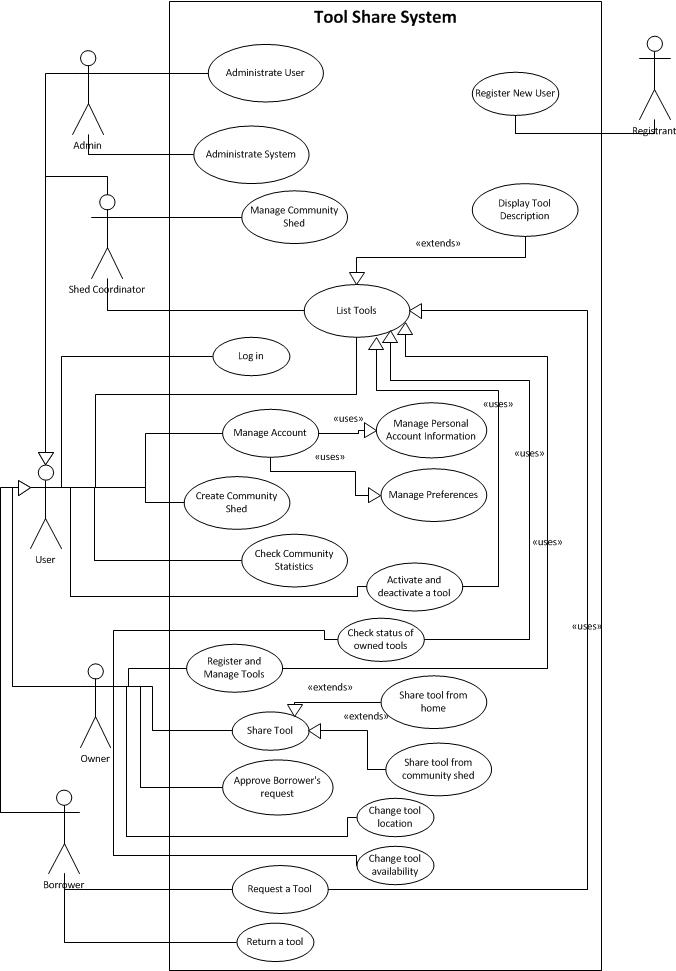 Tool Share System
Administrate User
Register New User
Registrant
Admin
Administrate System
Manage Community
Shed
Display Tool
Description
«extends»
Shed Coordinator
List Tools
Log in
«uses»
Manage Account
«uses»
Manage Personal
Account Information
«uses»
«uses»
Create Community
Shed
Manage Preferences
User
Check Community
Statistics
«uses»
Activate and
deactivate a tool
«uses»
Check status of
owned tools
Register and
Manage Tools
«extends»
Share tool from
home
«extends»
Share Tool
Owner
Share tool from
community shed
Approve Borrower's
request
Change tool
location
Change tool
availability
Borrower
Request a Tool
Return a tool